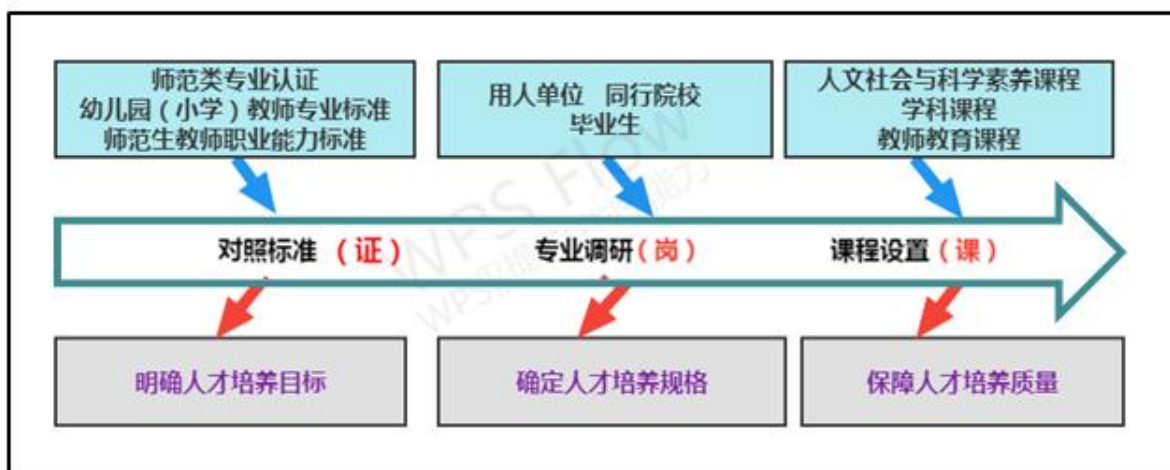 师范类专业认证
幼儿园（小学）教师专业标准
师范生教师职业能力标准
用人单位 同行院校
毕业生
人文社会与科学素养课程
学科课程
教师教育课程
对照标准（证）
专业调研（岗）
课程设置（课）
明确人才培养目标
确定人才培养规格
保障人才培养质量
WPS Flow